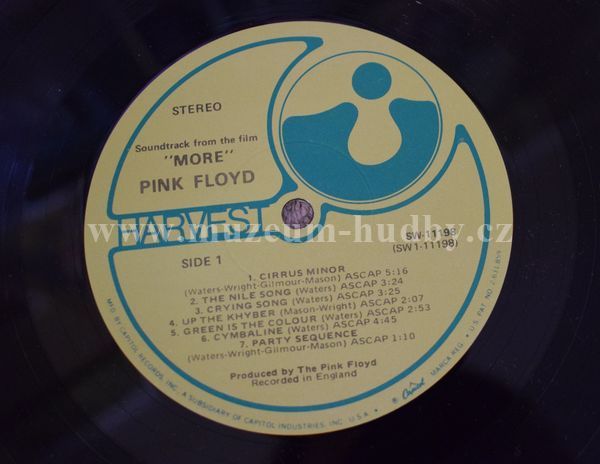 STEREO
Soundtrack from the film
"MORE"
PINK FLOYD
HARVEST
www.muzeum-hudby.cz
SW-11198
(SW1-11198)
SIDE 1
1. CIRRUS MINOR
(Waters-Wright-Gilmour-Mason) ASCAP 5:16
2. THE NILE SONG (Waters) ASCAP 3:24
3. CRYING SONG (Waters) ASCAP 3:25
4. UP THE KHYBER (Mason-Wright) ASCAP 2:07
5. GREEN IS THE COLOUR (Waters) ASCAP 2:53
6. CYMBALINE (Waters) ASCAP 4:45
7. PARTY SEQUENCE
(Waters-Wright-Gilmour-Mason) ASCAP 1:10
Produced by The Pink Floyd
Recorded in England
MFD. BY CAPITOL RECORDS, INC. A SUBSIDIARY OF CAPITOL INDUSTRIES, INC. U.S.A. • ® Capitol MARCA REG. • U.S. PAT. NO. 2,631,859